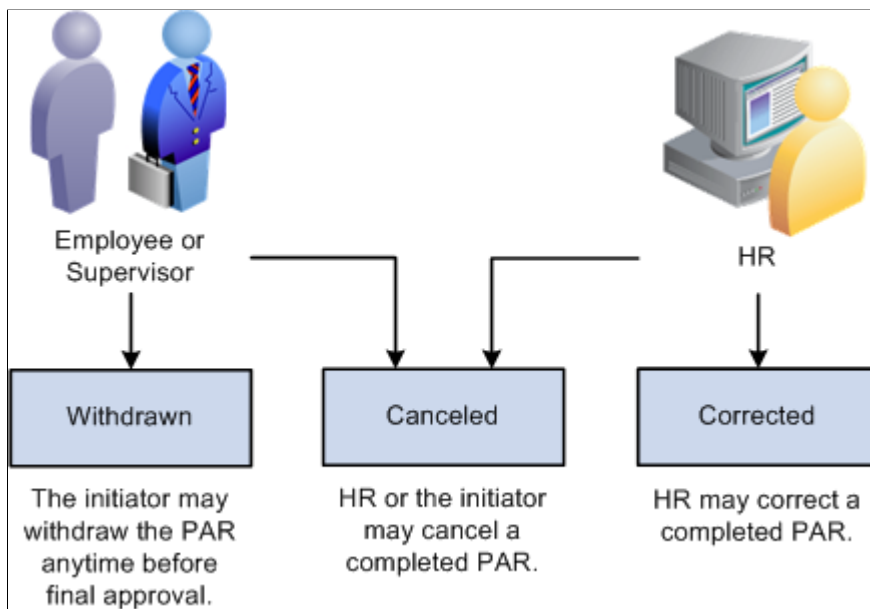 Employee or
Supervisor
HR
Withdrawn
Canceled
Corrected
The initiator may
withdraw the PAR
anytime before
final approval.
HR or the initiator
may cancel a
completed PAR.
HR may correct a
completed PAR.